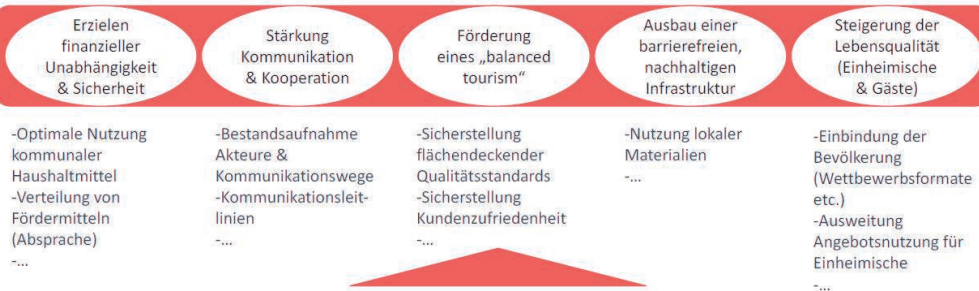 Erzielen
finanzieller
Unabhängigkeit
& Sicherheit
Stärkung
Kommunikation
& Kooperation
Förderung
eines „balanced
tourism“
Ausbau einer
barrierefreien,
nachhaltigen
Infrastruktur
Steigerung der
Lebensqualität
(Einheimische
& Gäste)
-Optimale Nutzung
kommunaler
Haushaltmittel
-Verteilung von
Fördermitteln
(Absprache)
-...
-Bestandsaufnahme
Akteure &
Kommunikationswege
-Kommunikationsleit-
linien
-...
-Sicherstellung
flächendeckender
Qualitätsstandards
-Sicherstellung
Kundenzufriedenheit
-...
-Nutzung lokaler
Materialien
-...
-Einbindung der
Bevölkerung
(Wettbewerbsformate
etc.)
-Ausweitung
Angebotsnutzung für
Einheimische
-...